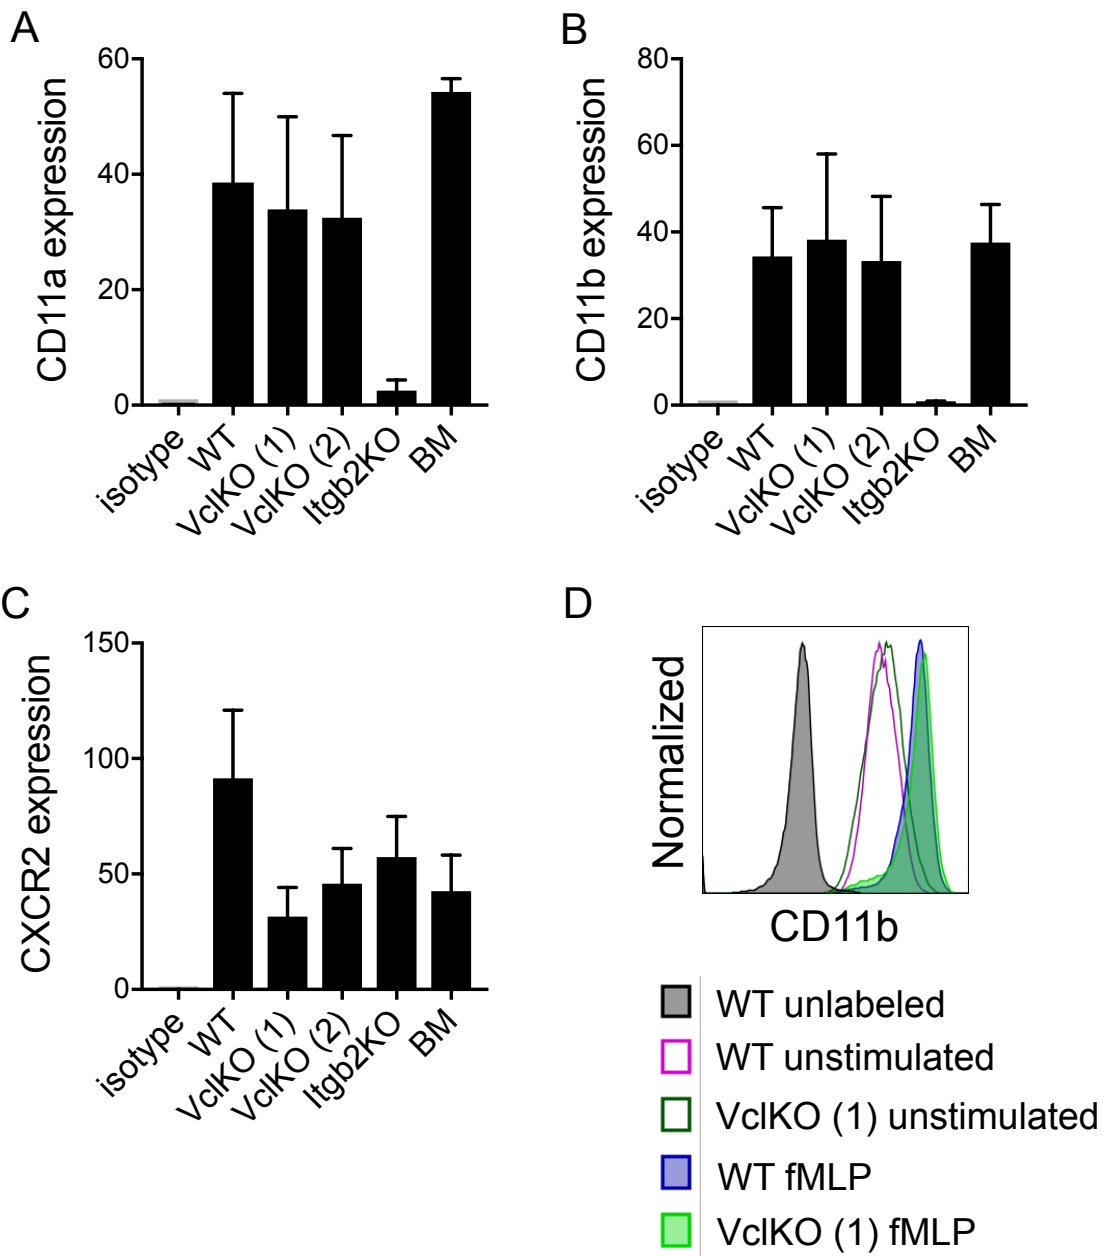 A
CD11a expression
60
40
20
0
isotype
WT
VclKO (1)
VclKO (2)
Itgb2KO
BM
B
CD11b expression
80
60
40
20
0
isotype
WT
VclKO (1)
VclKO (2)
Itgb2KO
BM
C
CXCR2 expression
150
100
50
0
isotype
WT
VclKO (1)
VclKO (2)
Itgb2KO
BM
D
Normalized
CD11b
WT unlabeled
WT unstimulated
VclKO (1) unstimulated
WT fMLP
VclKO (1) fMLP